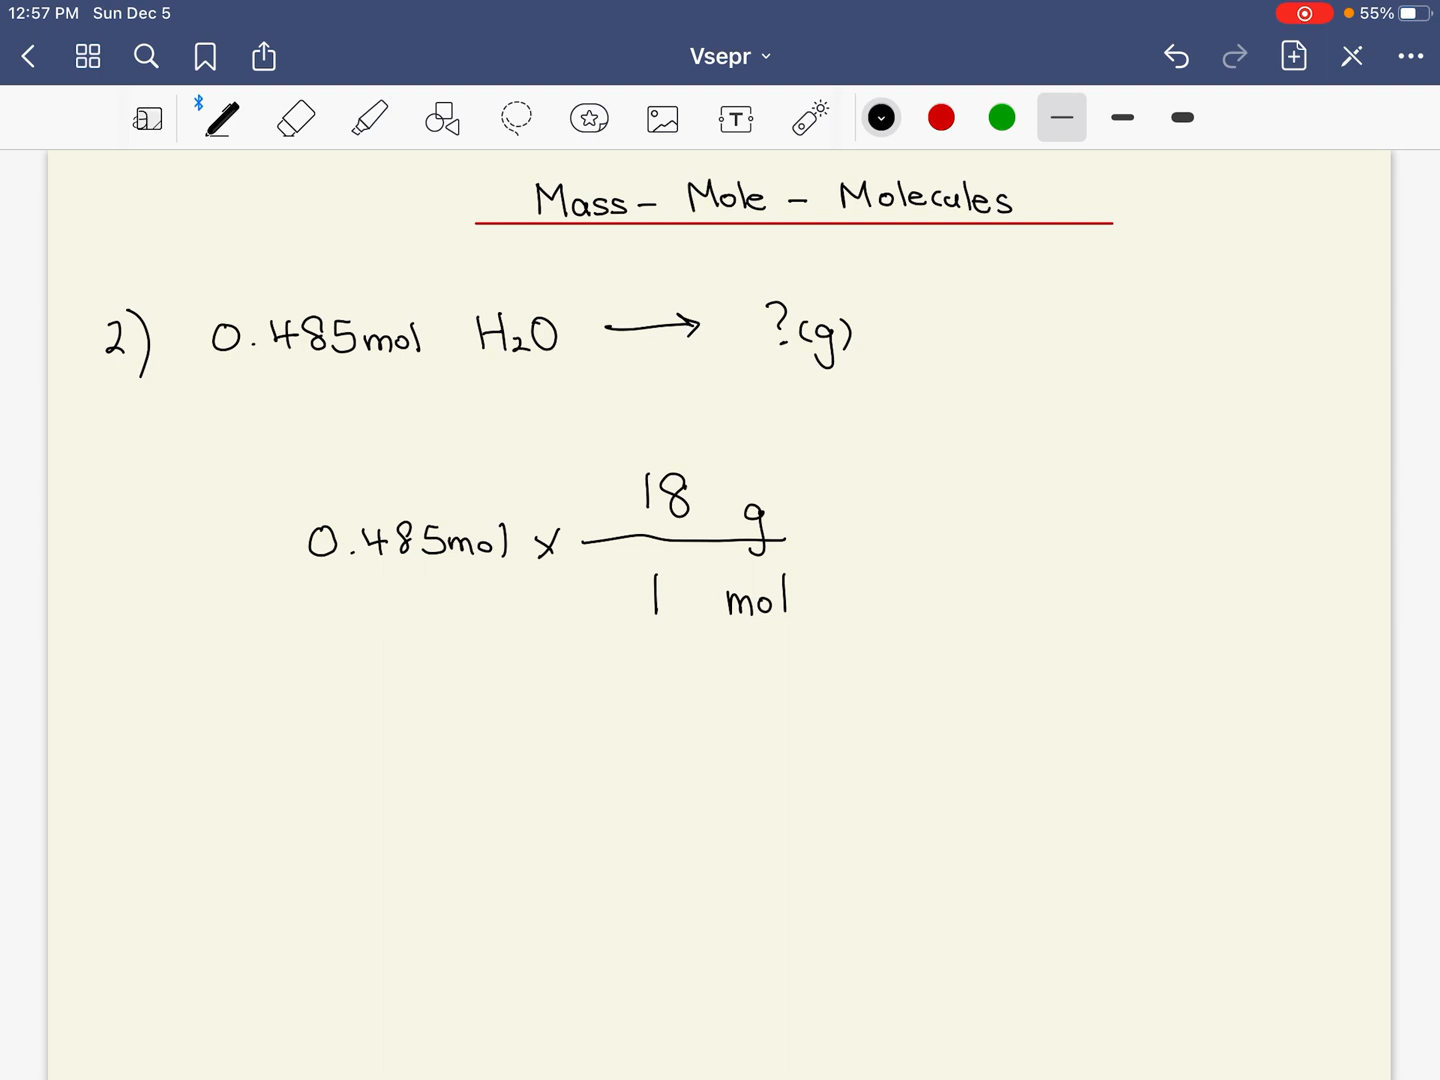 12:57 PM Sun Dec 5 55%
Vsepr
a T
Mass - Mole - Molecules
2) 0.485mol H₂O ⟶ ?(g)
18 g
0.485mol x
1 mol